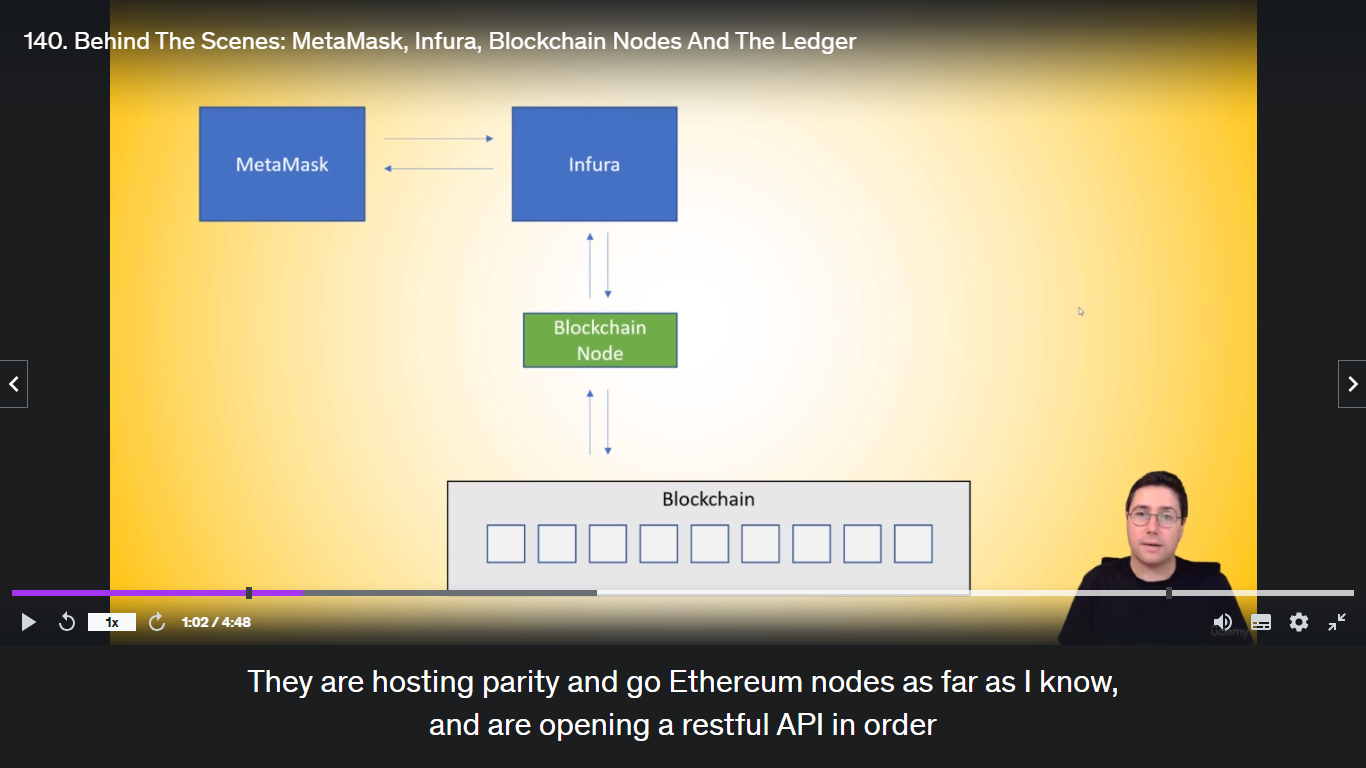 140. Behind The Scenes: MetaMask, Infura, Blockchain Nodes And The Ledger
MetaMask
Infura
Blockchain
Node
Blockchain
1x
1:02 / 4:48
udemy
They are hosting parity and go Ethereum nodes as far as I know,
and are opening a restful API in order